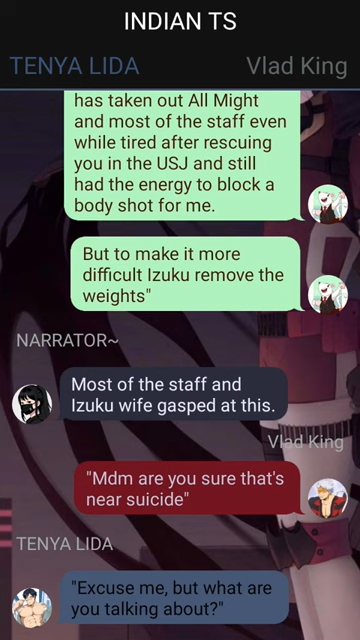 INDIAN TS
TENYA LIDA
Vlad King
has taken out All Might
and most of the staff even
while tired after rescuing
you in the USJ and still
had the energy to block a
body shot for me.
But to make it more
difficult Izuku remove the
weights"
NARRATOR~
Most of the staff and
Izuku wife gasped at this.
Vlad King
"Mdm are you sure that's
near suicide"
TENYA LIDA
"Excuse me, but what are
you talking about?"